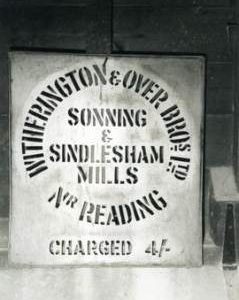 WITHERINGTON & OVER BROS. LTD
SONNING
&
SINDLESHAM
MILLS
NR READING
CHARGED 4/-